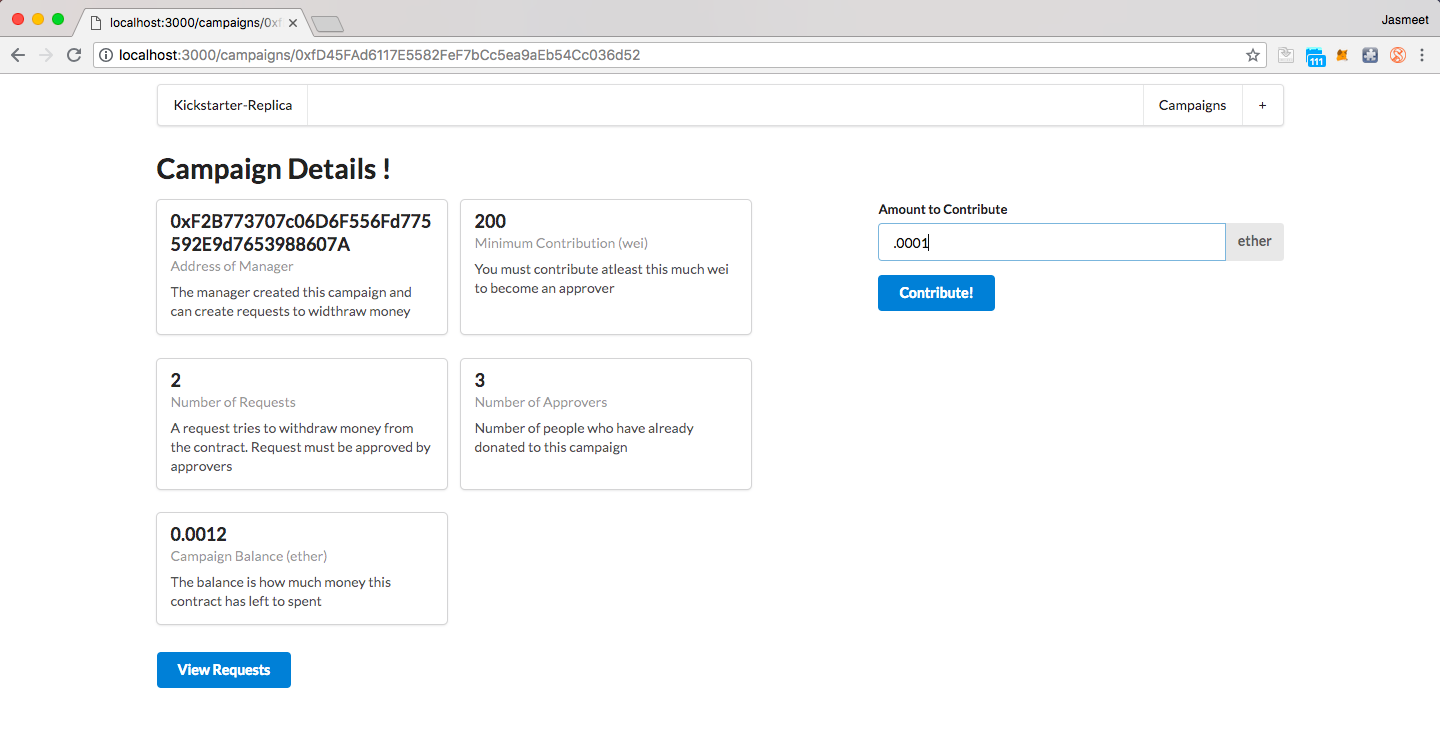 localhost:3000/campaigns/0xf
Jasmeet
localhost:3000/campaigns/0xfD45FAd6117E5582FeF7bCc5ea9aEb54Cc036d52
111
Kickstarter-Replica
Campaigns
+
Campaign Details !
0xF2B773707c06D6F556Fd775
592E9d7653988607A
Address of Manager
The manager created this campaign and
can create requests to widthraw money
200
Minimum Contribution (wei)
You must contribute atleast this much wei
to become an approver
Amount to Contribute
.0001
ether
Contribute!
2
Number of Requests
A request tries to withdraw money from
the contract. Request must be approved by
approvers
3
Number of Approvers
Number of people who have already
donated to this campaign
0.0012
Campaign Balance (ether)
The balance is how much money this
contract has left to spent
View Requests